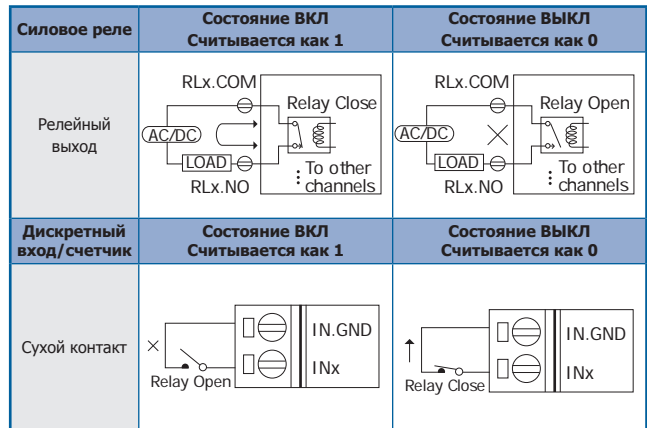 Силовое реле
Состояние ВКЛ
Считывается как 1
Состояние ВЫКЛ
Считывается как 0
Релейный
выход
RLx.COM
Relay Close
AC/DC
LOAD
To other
channels
RLx.NO
RLx.COM
Relay Open
AC/DC
LOAD
To other
channels
RLx.NO
Дискретный
вход/счетчик
Состояние ВКЛ
Считывается как 1
Состояние ВЫКЛ
Считывается как 0
Сухой контакт
IN.GND
INx
Relay Open
IN.GND
INx
Relay Close